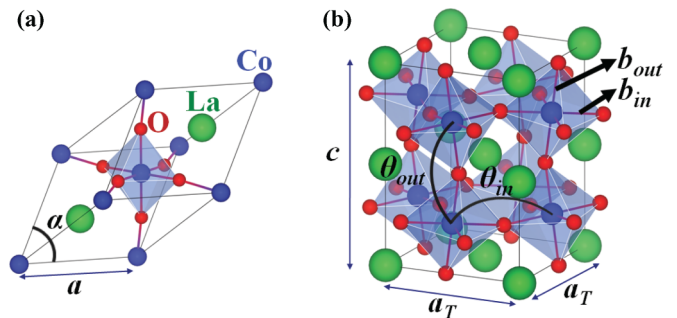 (a)
Co
La
O
α
a
(b)
b_out
b_in
c
θ_out
θ_in
a_T
a_T